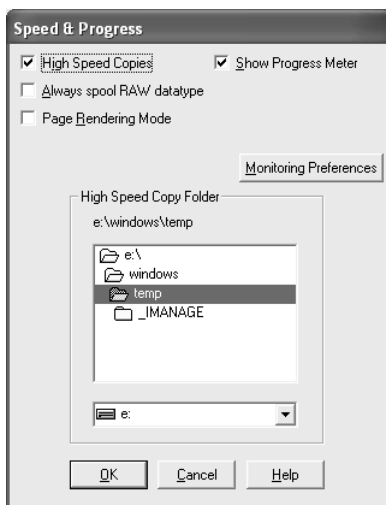 Speed & Progress
High Speed Copies
Show Progress Meter
Always spool RAW datatype
Page Rendering Mode
Monitoring Preferences
High Speed Copy Folder
e:\windows\temp
e:\
windows
temp
_IMANAGE
e:
OK
Cancel
Help